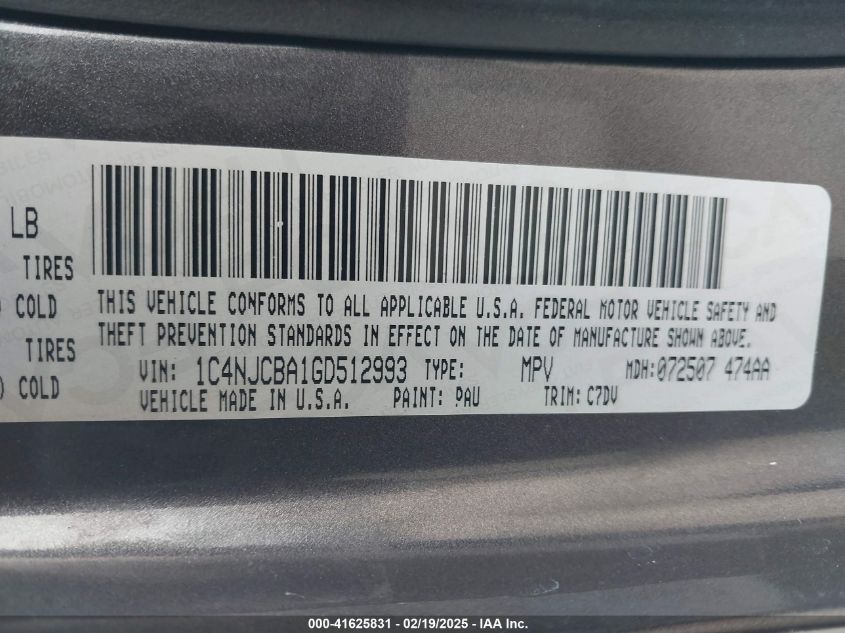 LB
TIRES
COLD
THIS VEHICLE CONFORMS TO ALL APPLICABLE U.S.A. FEDERAL MOTOR VEHICLE SAFETY AND
THEFT PREVENTION STANDARDS IN EFFECT ON THE DATE OF MANUFACTURE SHOWN ABOVE.
TIRES
VIN: 1C4NJCBA1GD512993 TYPE: MPV MDH:072507 474AA
) COLD
VEHICLE MADE IN U.S.A. PAINT: PAU TRIM: C7DV
000-41625831 - 02/19/2025 - IAA Inc.